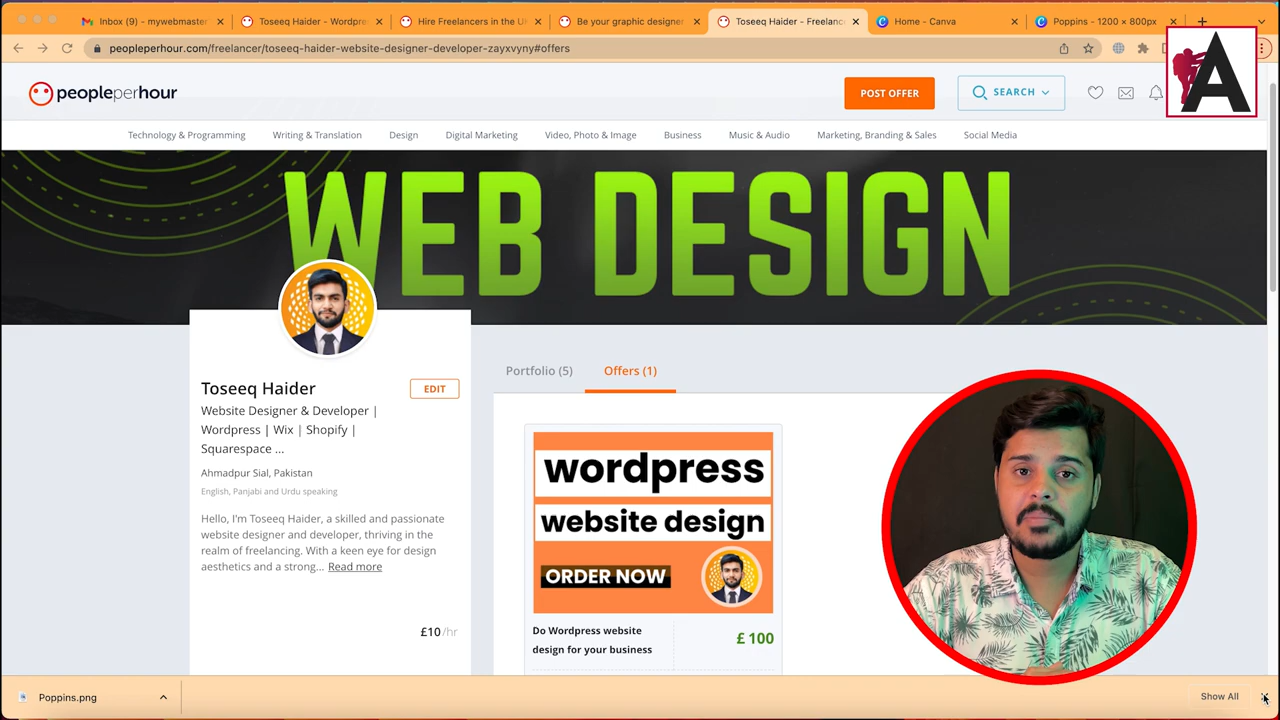 Inbox (9) - mywebmaster
Toseeq Haider - Wordpre
Hire Freelancers in the U
Be your graphic designer
Toseeq Haider - Freelanc
Home - Canva
Poppins - 1200 × 800px
peopleperhour.com/freelancer/toseeq-haider-website-designer-developer-zayxvyny#offers
A
peopleperhour
POST OFFER
SEARCH
Technology & Programming
Writing & Translation
Design
Digital Marketing
Video, Photo & Image
Business
Music & Audio
Marketing, Branding & Sales
Social Media
WEB DESIGN
Portfolio (5)
Offers (1)
Toseeq Haider
EDIT
Website Designer & Developer |
Wordpress | Wix | Shopify |
Squarespace ...
Ahmadpur Sial, Pakistan
English, Panjabi and Urdu speaking
Hello, I'm Toseeq Haider, a skilled and passionate
website designer and developer, thriving in the
realm of freelancing. With a keen eye for design
aesthetics and a strong... Read more
£10/hr
wordpress
website design
ORDER NOW
Do Wordpress website
design for your business
£ 100
Poppins.png
Show All